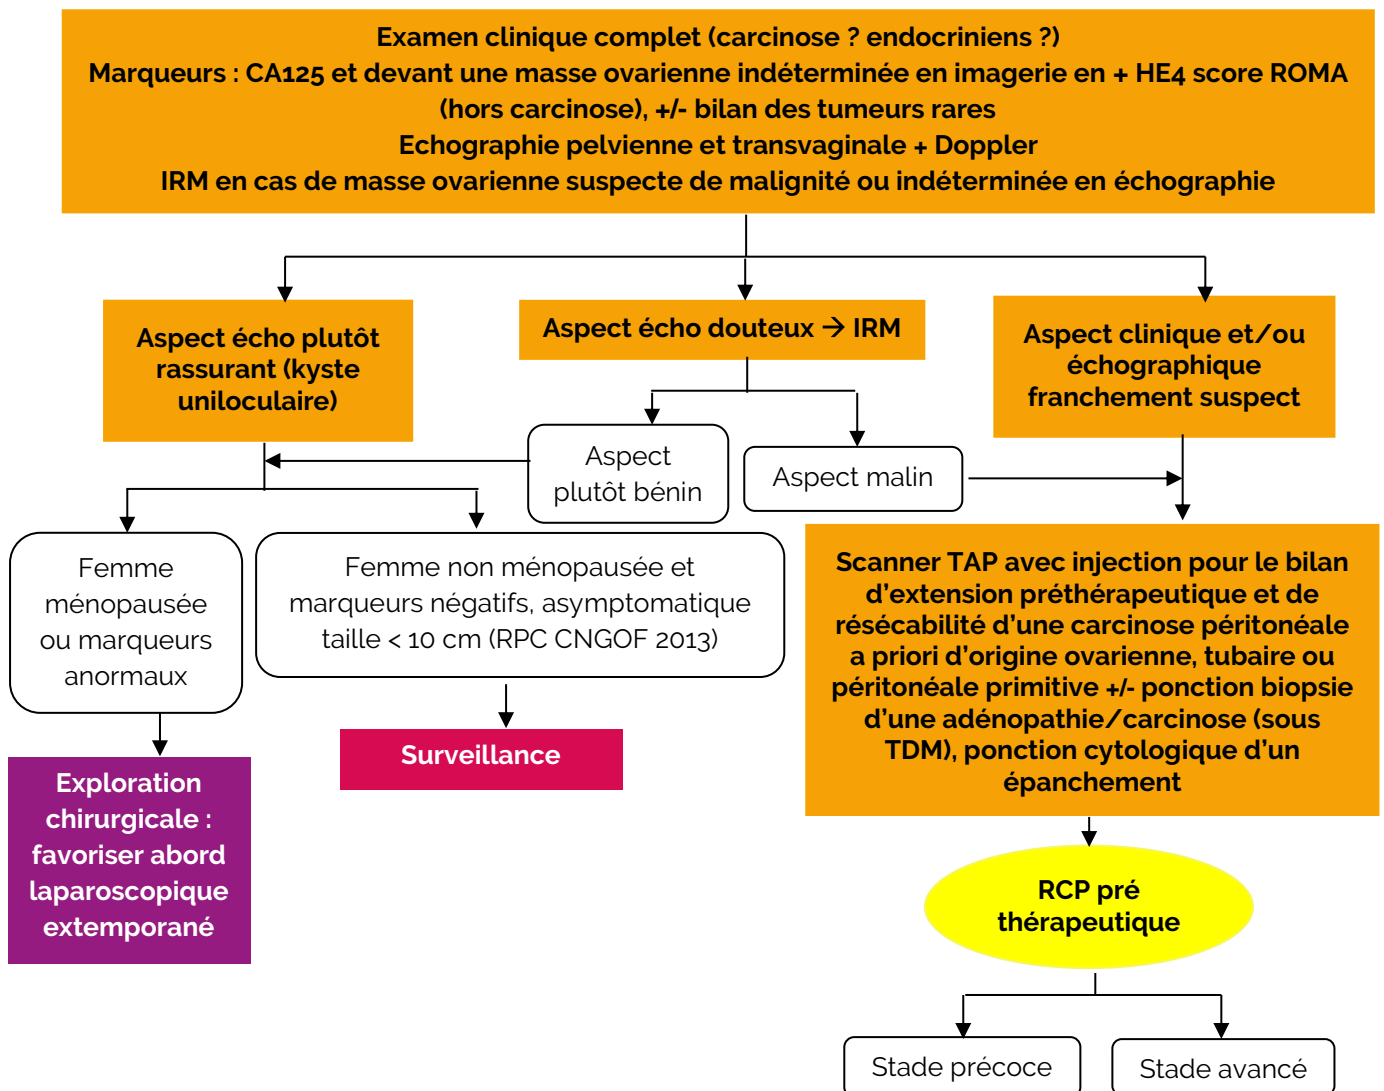 Examen clinique complet (carcinose ? endocriniens ?)
Marqueurs : CA125 et devant une masse ovarienne indéterminée en imagerie en + HE4 score ROMA
(hors carcinose), +/- bilan des tumeurs rares
Echographie pelvienne et transvaginale + Doppler
IRM en cas de masse ovarienne suspecte de malignité ou indéterminée en échographie
Aspect écho plutôt
rassurant (kyste
uniloculaire)
Aspect écho douteux → IRM
Aspect clinique et/ou
échographique
franchement suspect
Aspect
plutôt bénin
Aspect malin
Femme
ménopausée
ou marqueurs
anormaux
Femme non ménopausée et
marqueurs négatifs, asymptomatique
taille < 10 cm (RPC CNGOF 2013)
Scanner TAP avec injection pour le bilan
d’extension préthérapeutique et de
résécabilité d’une carcinose péritonéale
a priori d’origine ovarienne, tubaire ou
péritonéale primitive +/- ponction biopsie
d’une adénopathie/carcinose (sous
TDM), ponction cytologique d’un
épanchement
Surveillance
Exploration
chirurgicale :
favoriser abord
laparoscopique
extemporané
RCP pré
thérapeutique
Stade précoce
Stade avancé